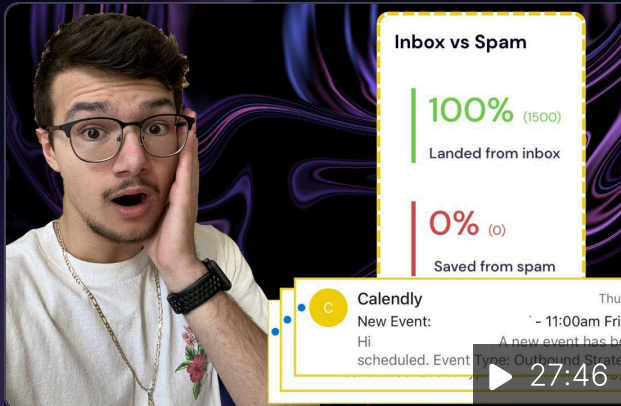 Inbox vs Spam
100% (1500)
Landed from inbox
0% (0)
Saved from spam
C
Calendly
Thu
New Event: - 11:00am Fri
Hi A new event has be
scheduled. Event Type: Outbound Strate
27:46